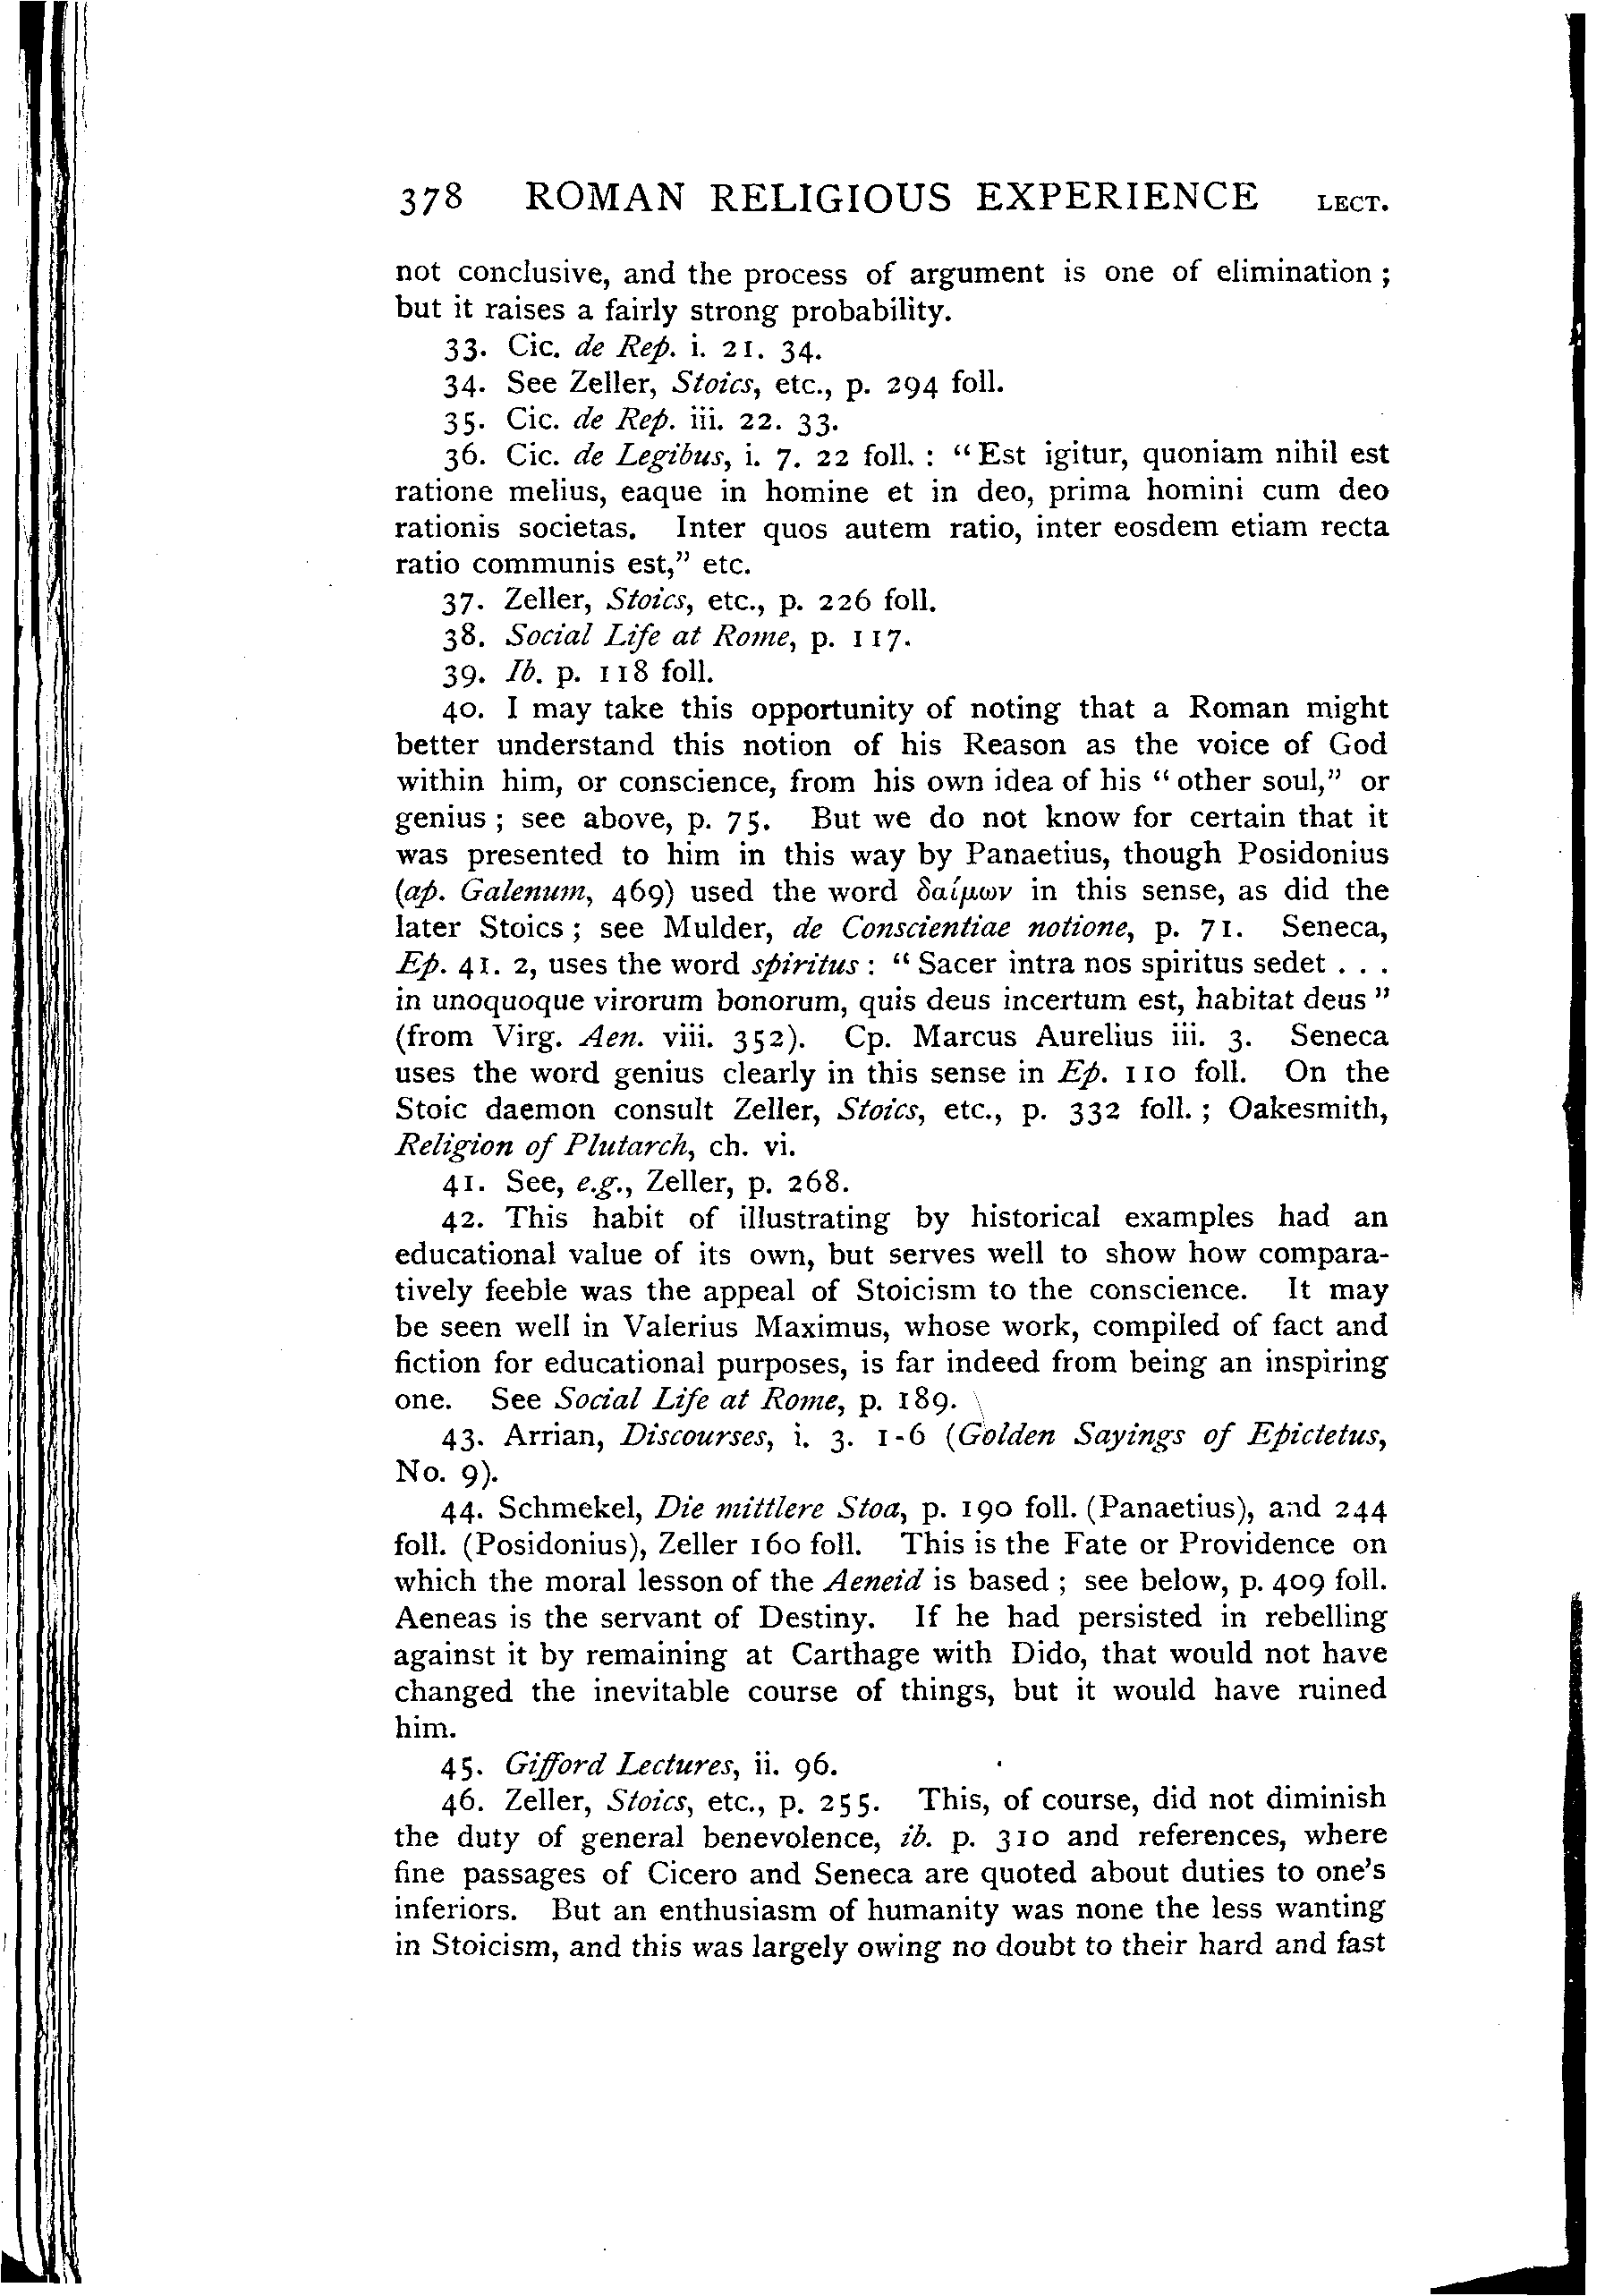 378 ROMAN RELIGIOUS EXPERIENCE LECT.
not conclusive, and the process of argument is one of elimination ;
but it raises a fairly strong probability.
33. Cic. de Rep. i. 21. 34.
34. See Zeller, Stoics, etc., p. 294 foll.
35. Cic. de Rep. iii. 22. 33.
36. Cic. de Legibus, i. 7. 22 foll. : “Est igitur, quoniam nihil est
ratione melius, eaque in homine et in deo, prima homini cum deo
rationis societas. Inter quos autem ratio, inter eosdem etiam recta
ratio communis est,” etc.
37. Zeller, Stoics, etc., p. 226 foll.
38. Social Life at Rome, p. 117.
39. Ib. p. 118 foll.
40. I may take this opportunity of noting that a Roman might
better understand this notion of his Reason as the voice of God
within him, or conscience, from his own idea of his “other soul,” or
genius ; see above, p. 75. But we do not know for certain that it
was presented to him in this way by Panaetius, though Posidonius
(ap. Galenum, 469) used the word δαίμων in this sense, as did the
later Stoics ; see Mulder, de Conscientiae notione, p. 71. Seneca,
Ep. 41. 2, uses the word spiritus : “Sacer intra nos spiritus sedet . . .
in unoquoque virorum bonorum, quis deus incertum est, habitat deus”
(from Virg. Aen. viii. 352). Cp. Marcus Aurelius iii. 3. Seneca
uses the word genius clearly in this sense in Ep. 110 foll. On the
Stoic daemon consult Zeller, Stoics, etc., p. 332 foll. ; Oakesmith,
Religion of Plutarch, ch. vi.
41. See, e.g., Zeller, p. 268.
42. This habit of illustrating by historical examples had an
educational value of its own, but serves well to show how compara-
tively feeble was the appeal of Stoicism to the conscience. It may
be seen well in Valerius Maximus, whose work, compiled of fact and
fiction for educational purposes, is far indeed from being an inspiring
one. See Social Life at Rome, p. 189.
43. Arrian, Discourses, i. 3. 1-6 (Golden Sayings of Epictetus,
No. 9).
44. Schmekel, Die mittlere Stoa, p. 190 foll. (Panaetius), and 244
foll. (Posidonius), Zeller 160 foll. This is the Fate or Providence on
which the moral lesson of the Aeneid is based ; see below, p. 409 foll.
Aeneas is the servant of Destiny. If he had persisted in rebelling
against it by remaining at Carthage with Dido, that would not have
changed the inevitable course of things, but it would have ruined
him.
45. Gifford Lectures, ii. 96.
46. Zeller, Stoics, etc., p. 255. This, of course, did not diminish
the duty of general benevolence, ib. p. 310 and references, where
fine passages of Cicero and Seneca are quoted about duties to one's
inferiors. But an enthusiasm of humanity was none the less wanting
in Stoicism, and this was largely owing no doubt to their hard and fast